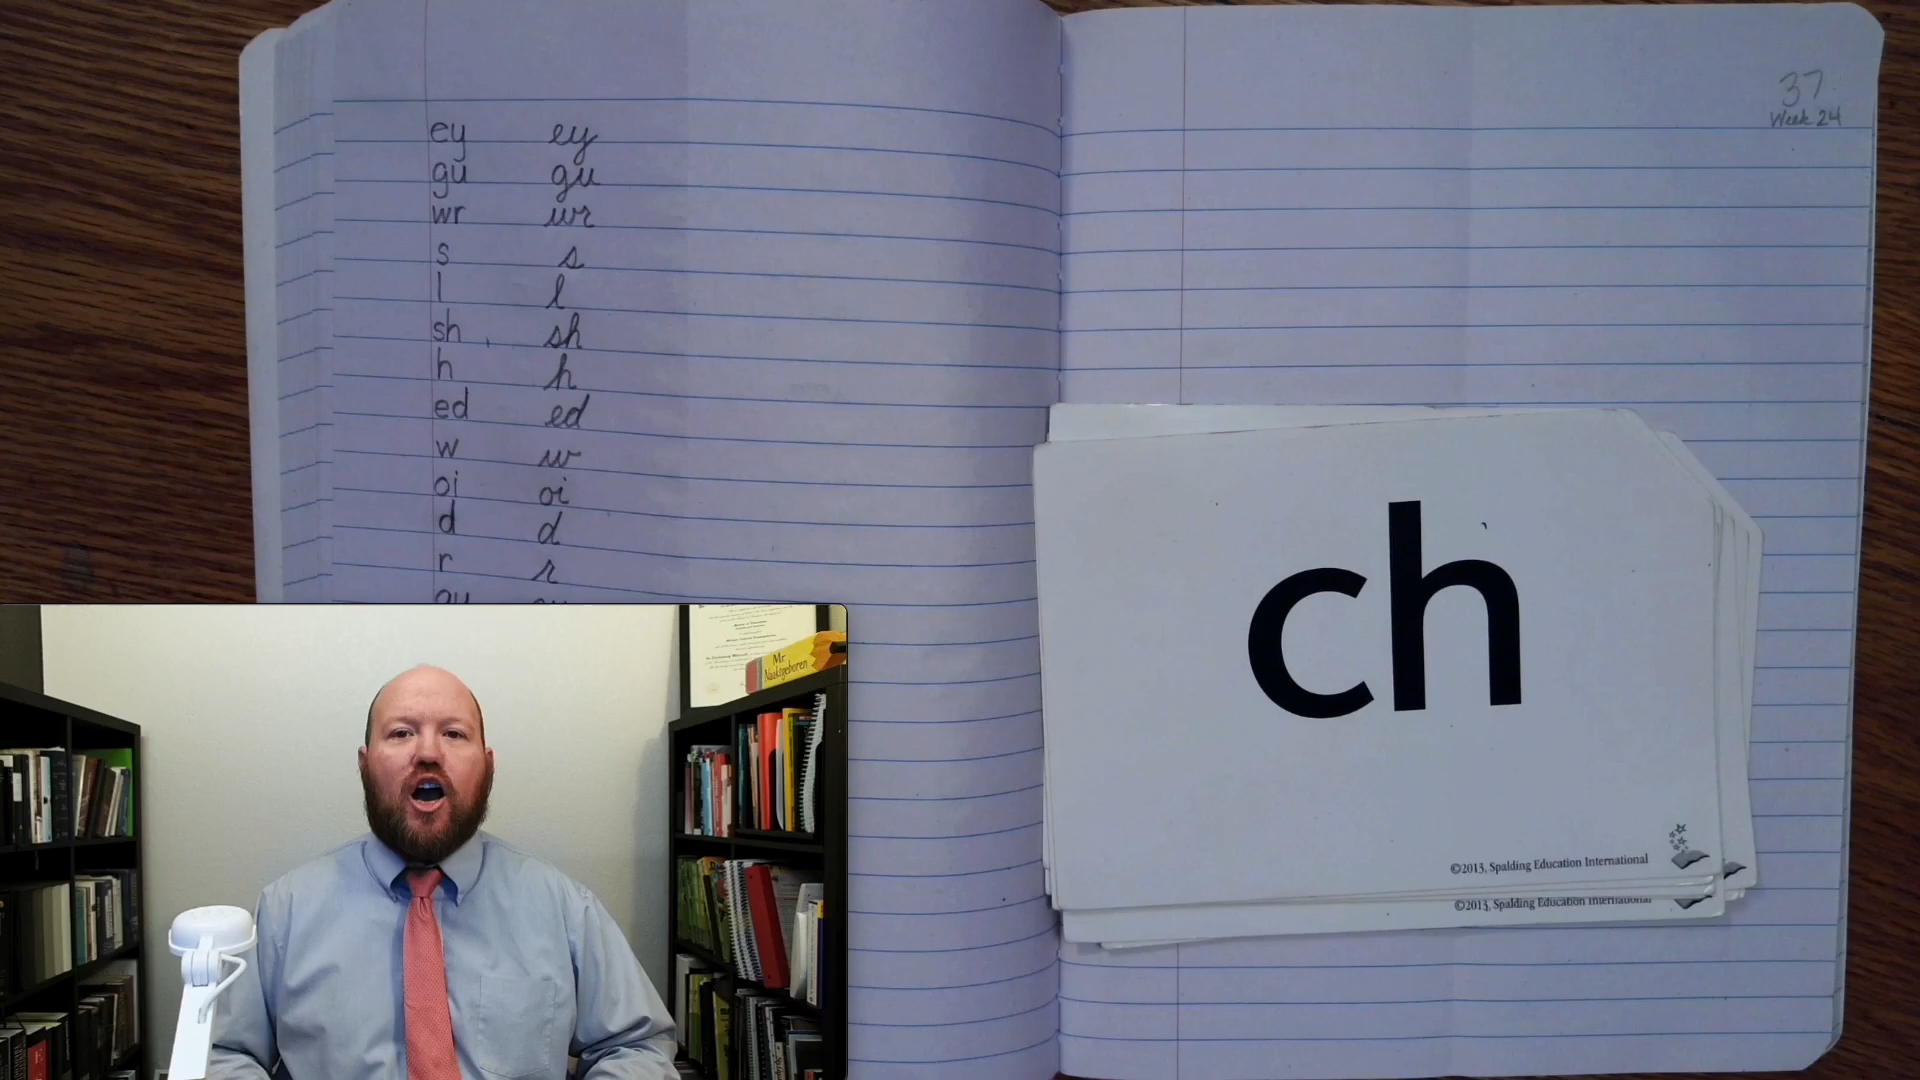 37
Week 24
ey ey
gu gu
wr wr
s s
l l
sh sh
h h
ed ed
w w
oi oi
d d
r r
ch
©2013, Spalding Education International
©2013, Spalding Education International
Mr
Naaktgeboren